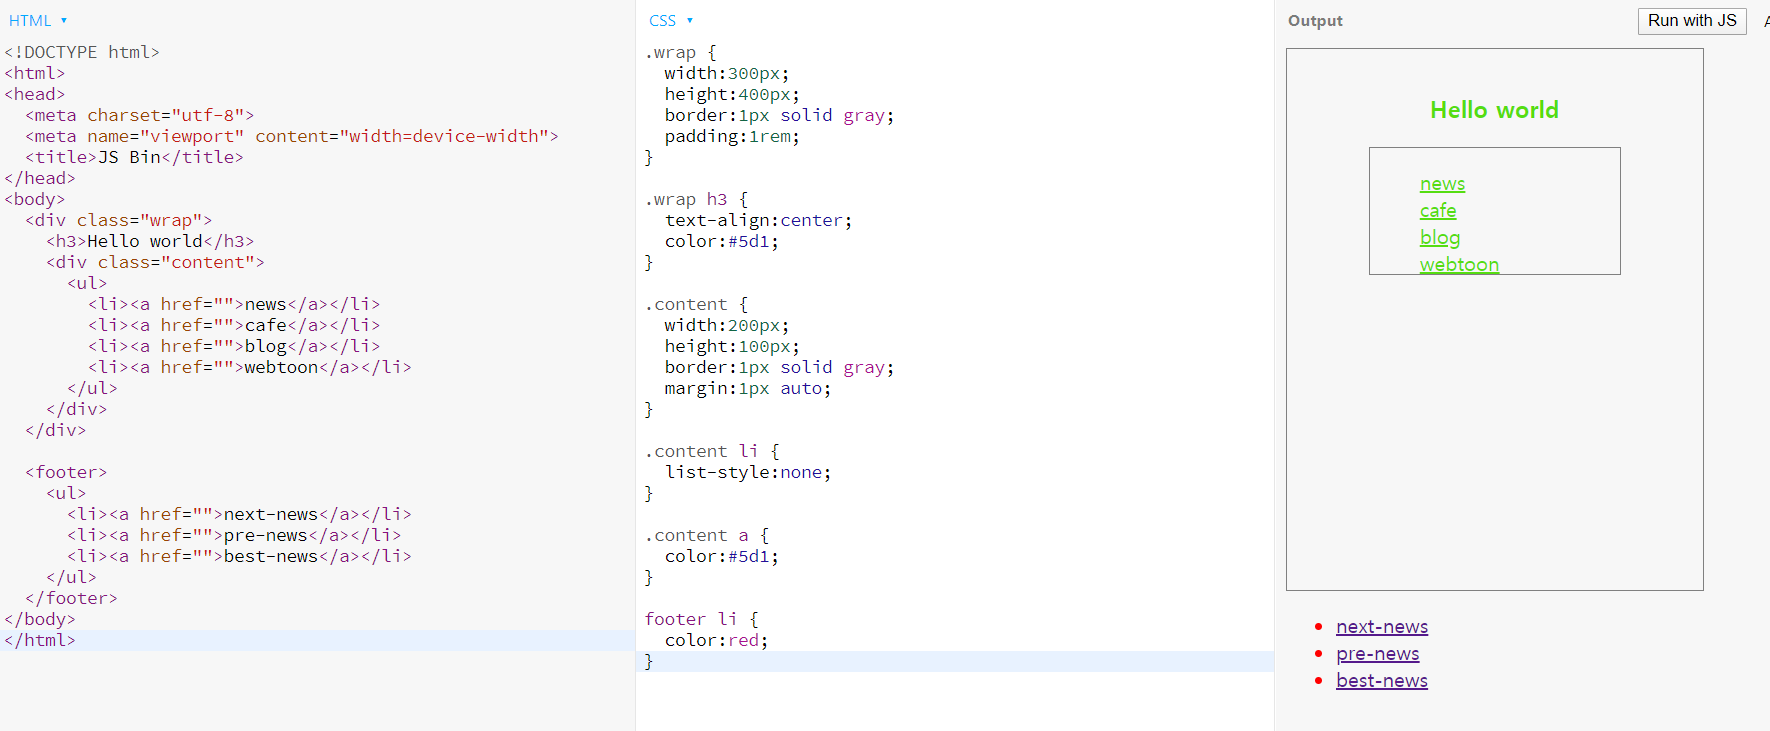 HTML ▾
<!DOCTYPE html>
<html>
<head>
  <meta charset="utf-8">
  <meta name="viewport" content="width=device-width">
  <title>JS Bin</title>
</head>
<body>
  <div class="wrap">
    <h3>Hello world</h3>
    <div class="content">
      <ul>
        <li><a href="">news</a></li>
        <li><a href="">cafe</a></li>
        <li><a href="">blog</a></li>
        <li><a href="">webtoon</a></li>
      </ul>
    </div>
  </div>

  <footer>
    <ul>
      <li><a href="">next-news</a></li>
      <li><a href="">pre-news</a></li>
      <li><a href="">best-news</a></li>
    </ul>
  </footer>
</body>
</html>
CSS ▾
.wrap {
  width:300px;
  height:400px;
  border:1px solid gray;
  padding:1rem;
}

.wrap h3 {
  text-align:center;
  color:#5d1;
}

.content {
  width:200px;
  height:100px;
  border:1px solid gray;
  margin:1px auto;
}

.content li {
  list-style:none;
}

.content a {
  color:#5d1;
}

footer li {
  color:red;
}
Output
Run with JS
Hello world
news
cafe
blog
webtoon
• next-news
• pre-news
• best-news